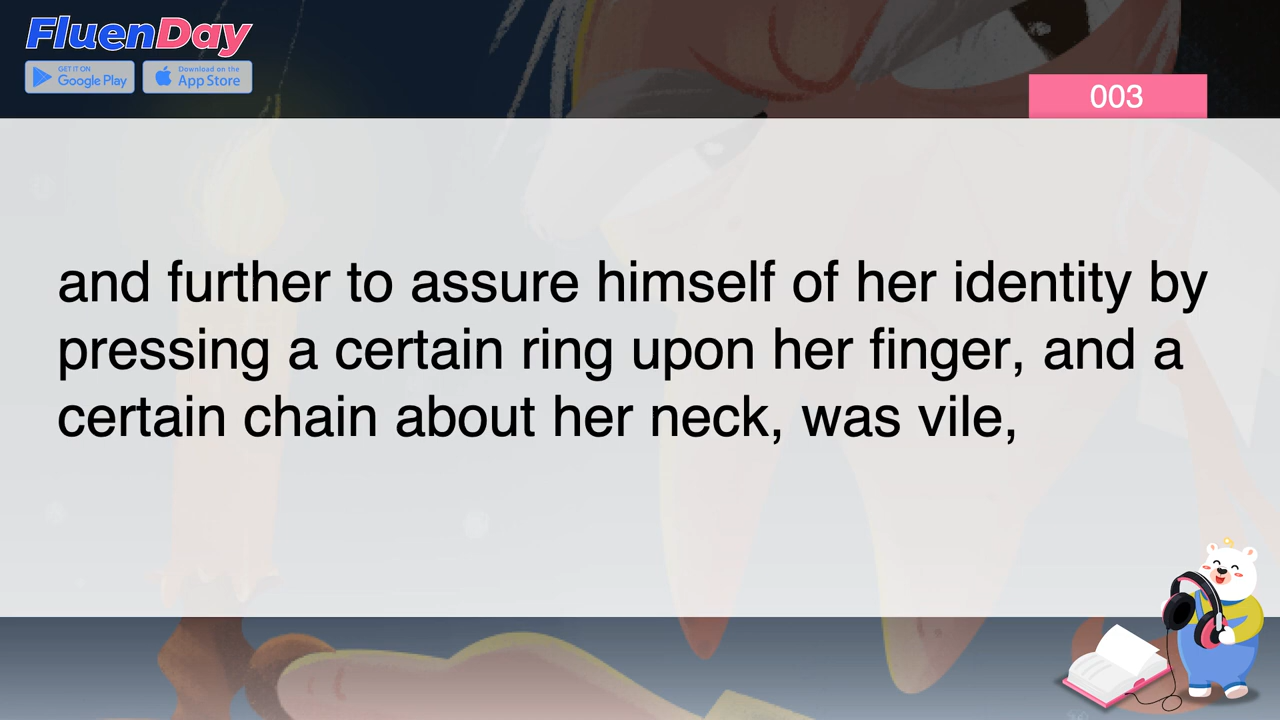 FluenDay
GET IT ON
Google Play
Download on the
App Store
003
and further to assure himself of her identity by
pressing a certain ring upon her finger, and a
certain chain about her neck, was vile,